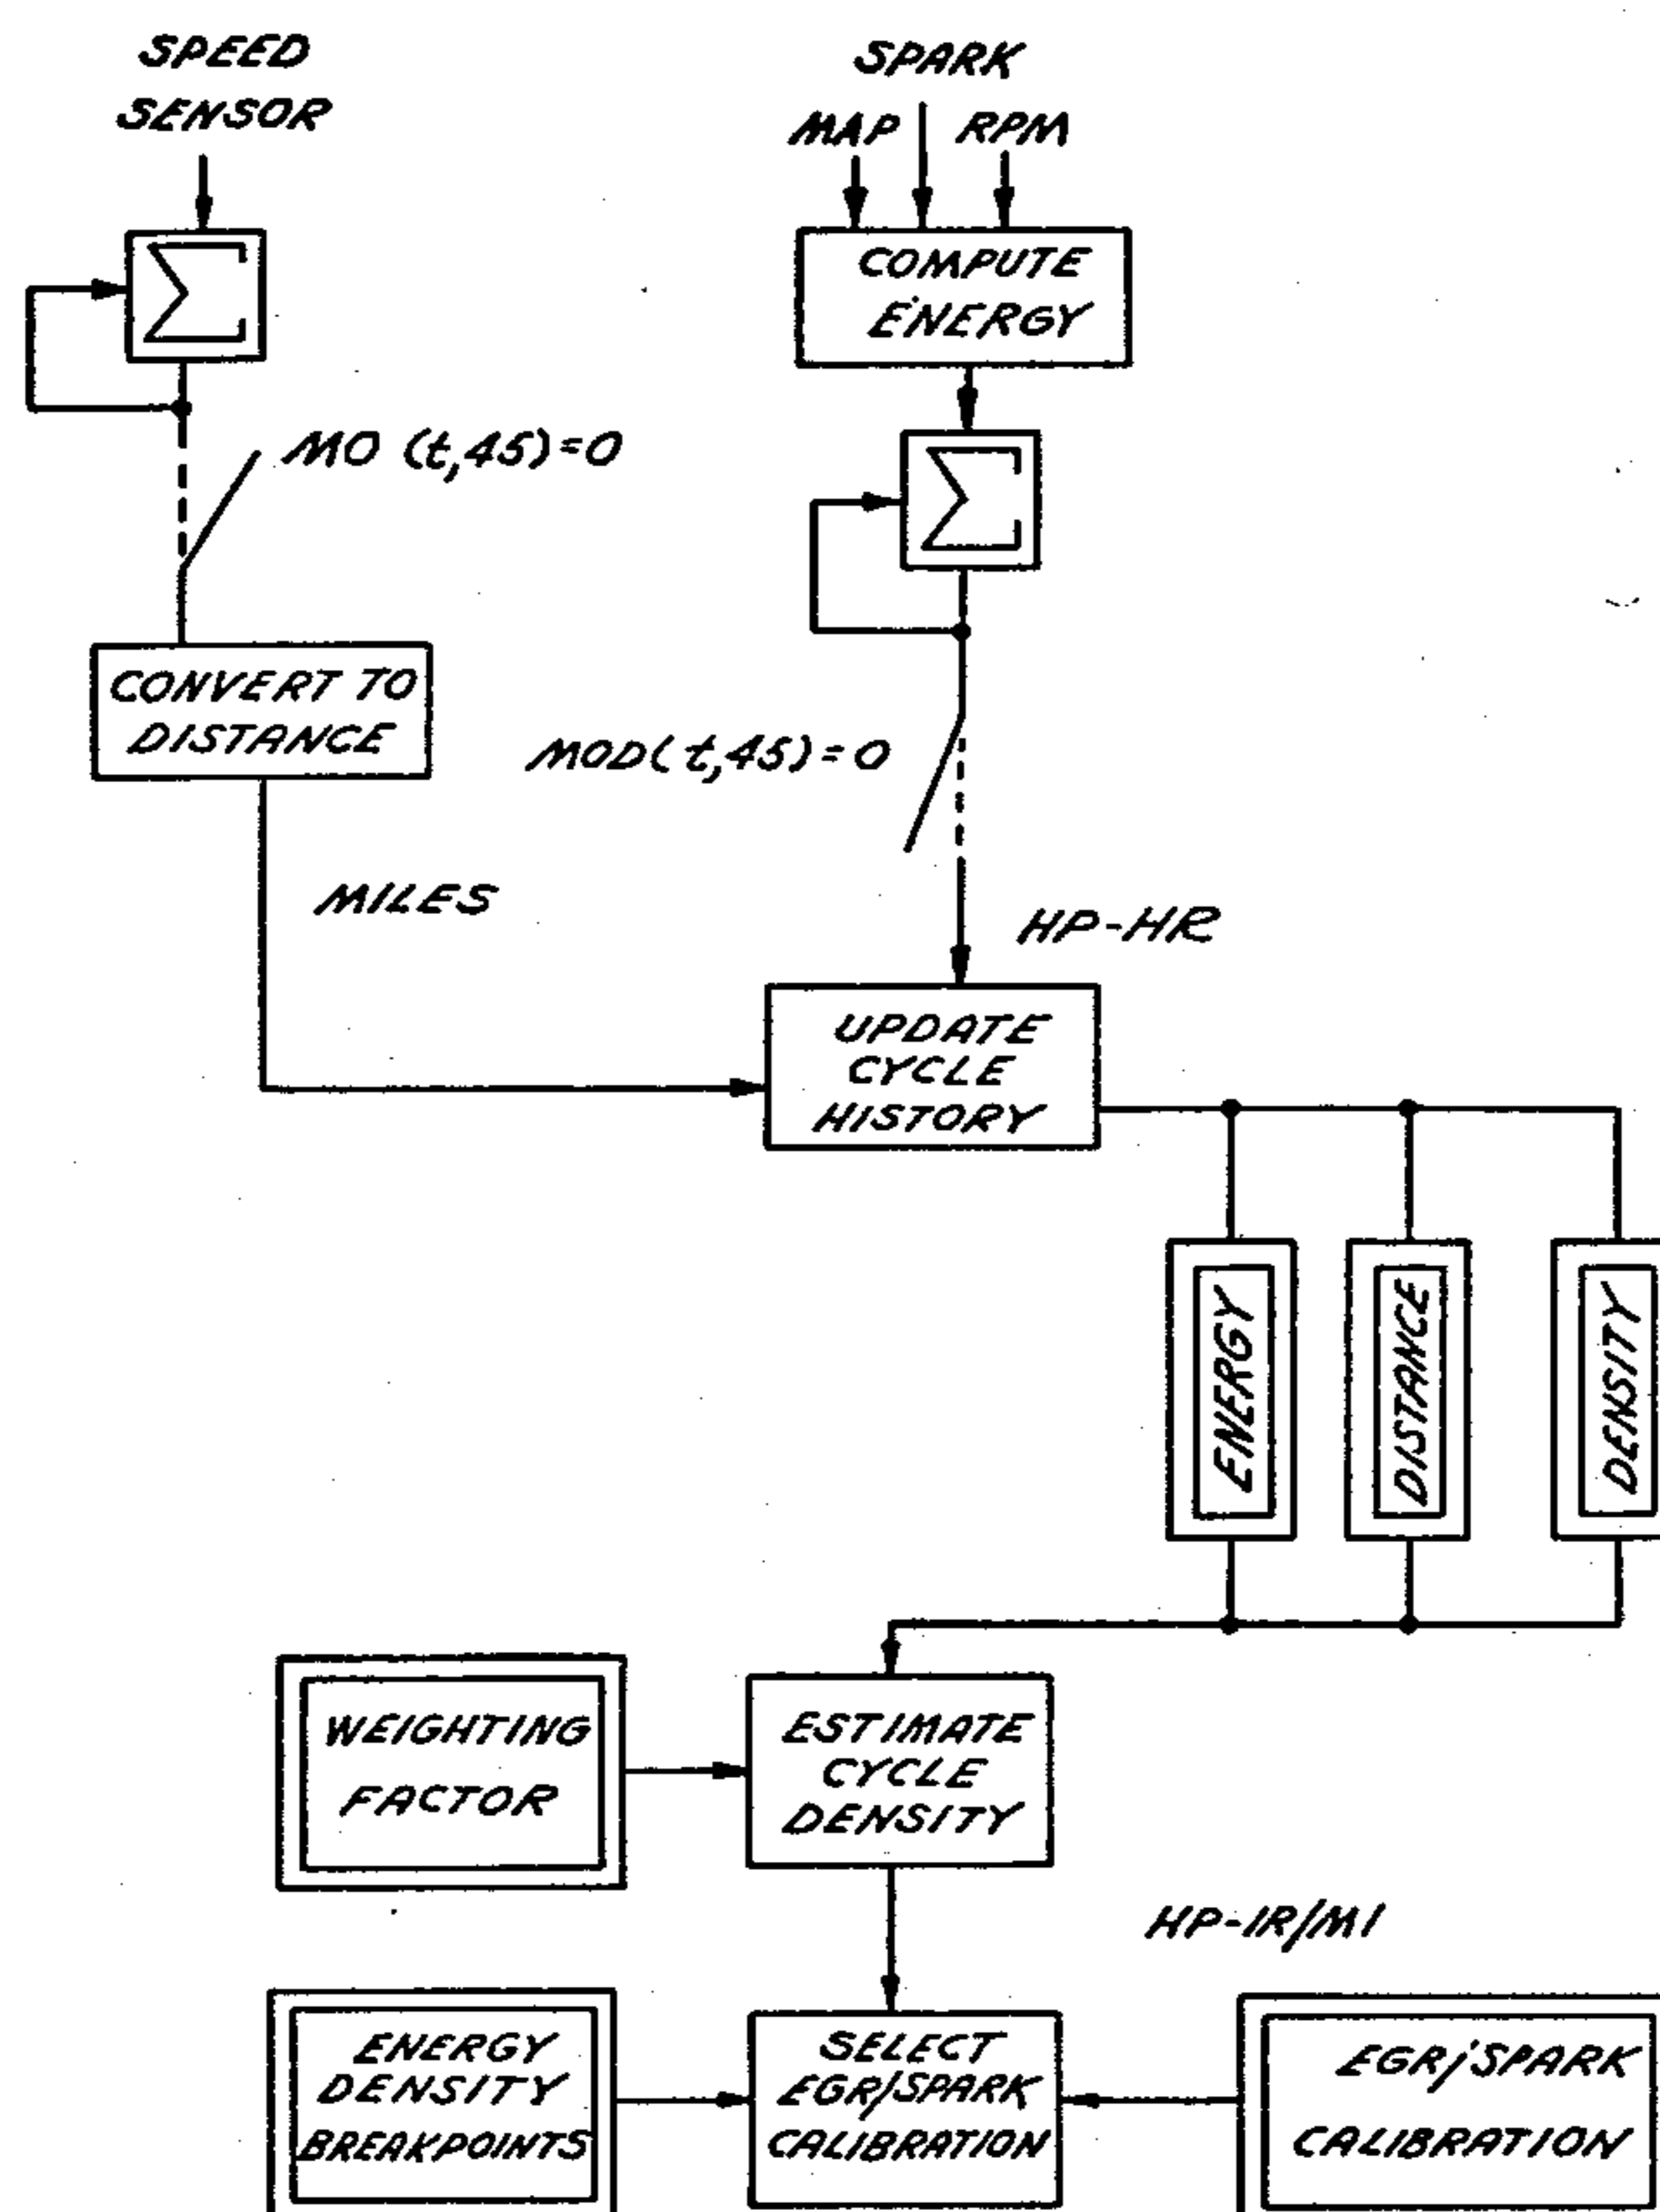 SPEED
SENSOR
SPARK
MAP
RPM
COMPUTE
ENERGY
MO (t,45)=0
CONVERT TO
DISTANCE
MOD(t,45)=0
MILES
HP-HR
UPDATE
CYCLE
HISTORY
ENERGY
DISTANCE
DENSITY
WEIGHTING
FACTOR
ESTIMATE
CYCLE
DENSITY
HP-IR/MI
ENERGY
DENSITY
BREAKPOINTS
SELECT
EGR/SPARK
CALIBRATION
EGR/SPARK
CALIBRATION